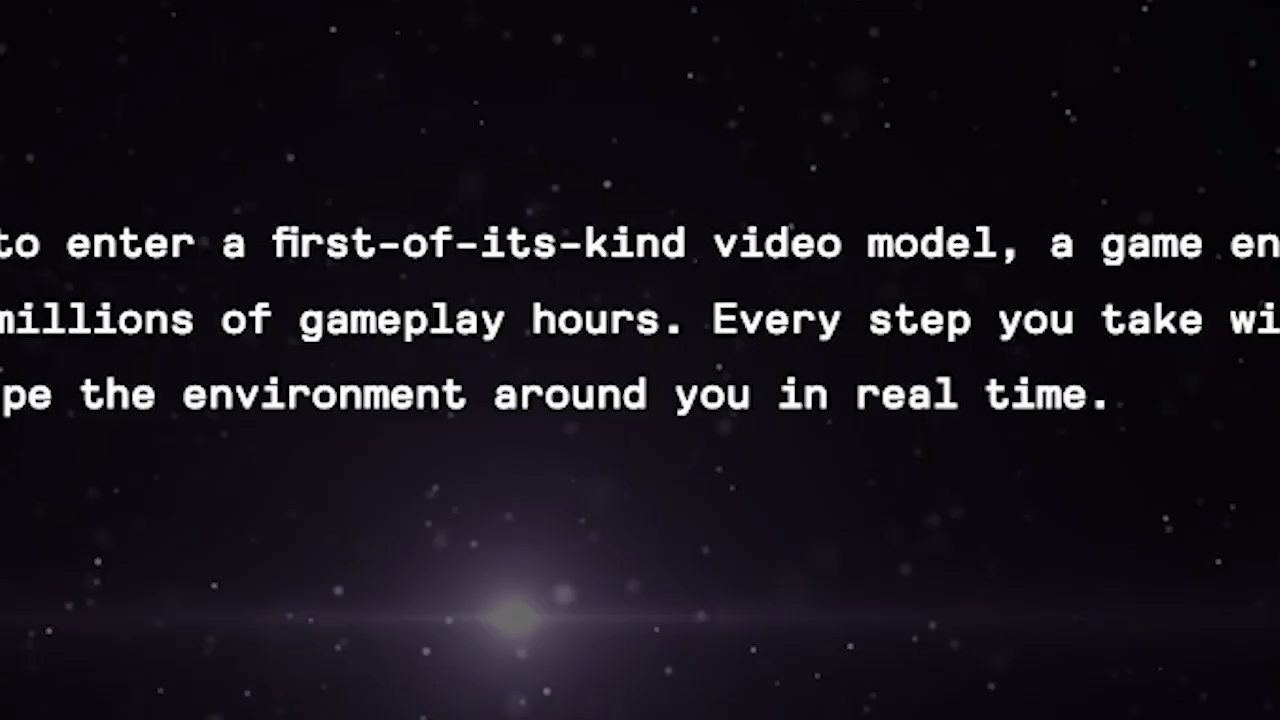 to enter a first-of-its-kind video model, a game en
millions of gameplay hours. Every step you take wi
pe the environment around you in real time.